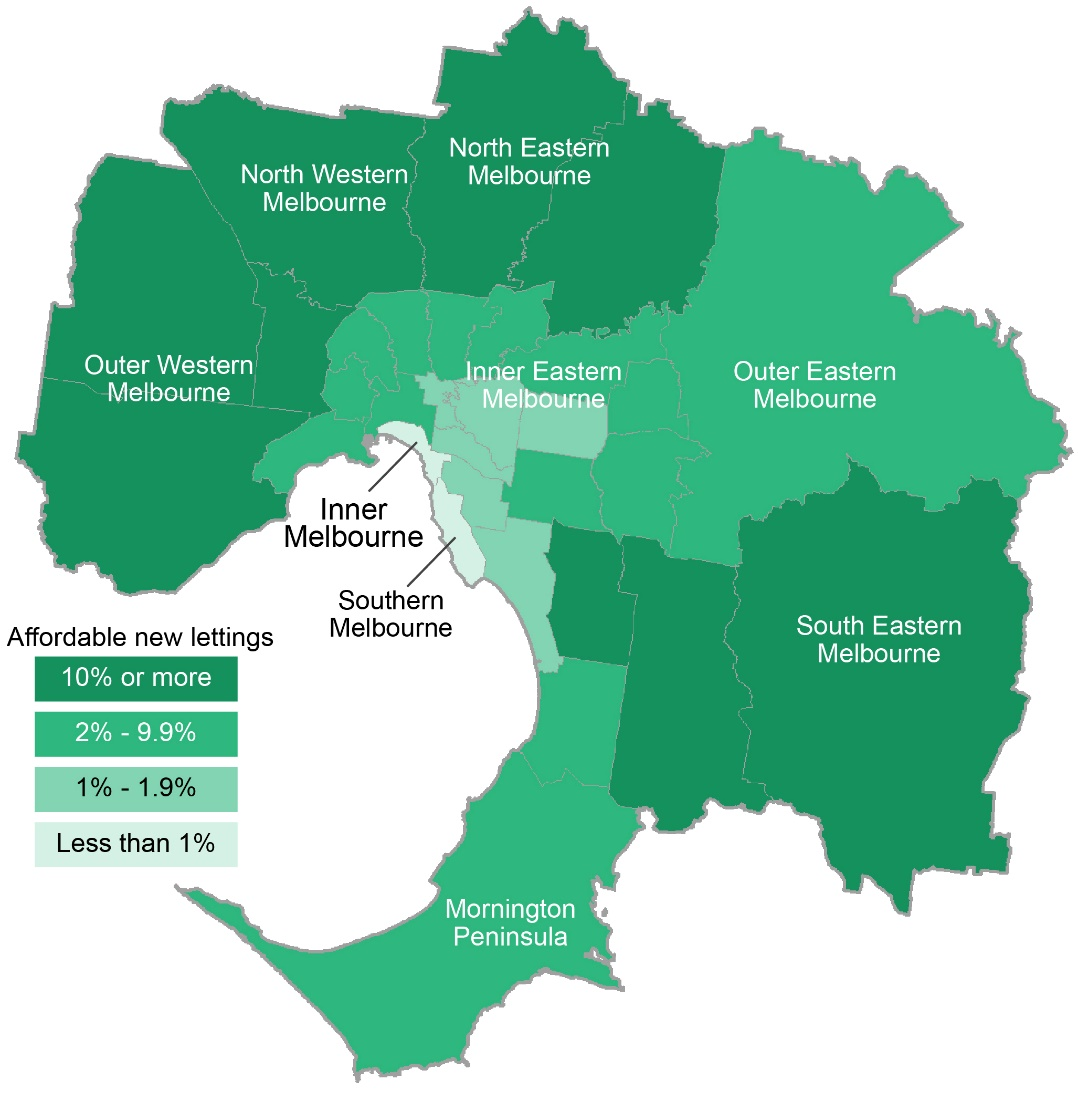 North Eastern
Melbourne
North Western
Melbourne
Outer Western
Melbourne
Inner Eastern
Melbourne
Outer Eastern
Melbourne
Inner
Melbourne
Southern
Melbourne
South Eastern
Melbourne
Affordable new lettings
10% or more
2% - 9.9%
1% - 1.9%
Less than 1%
Mornington
Peninsula